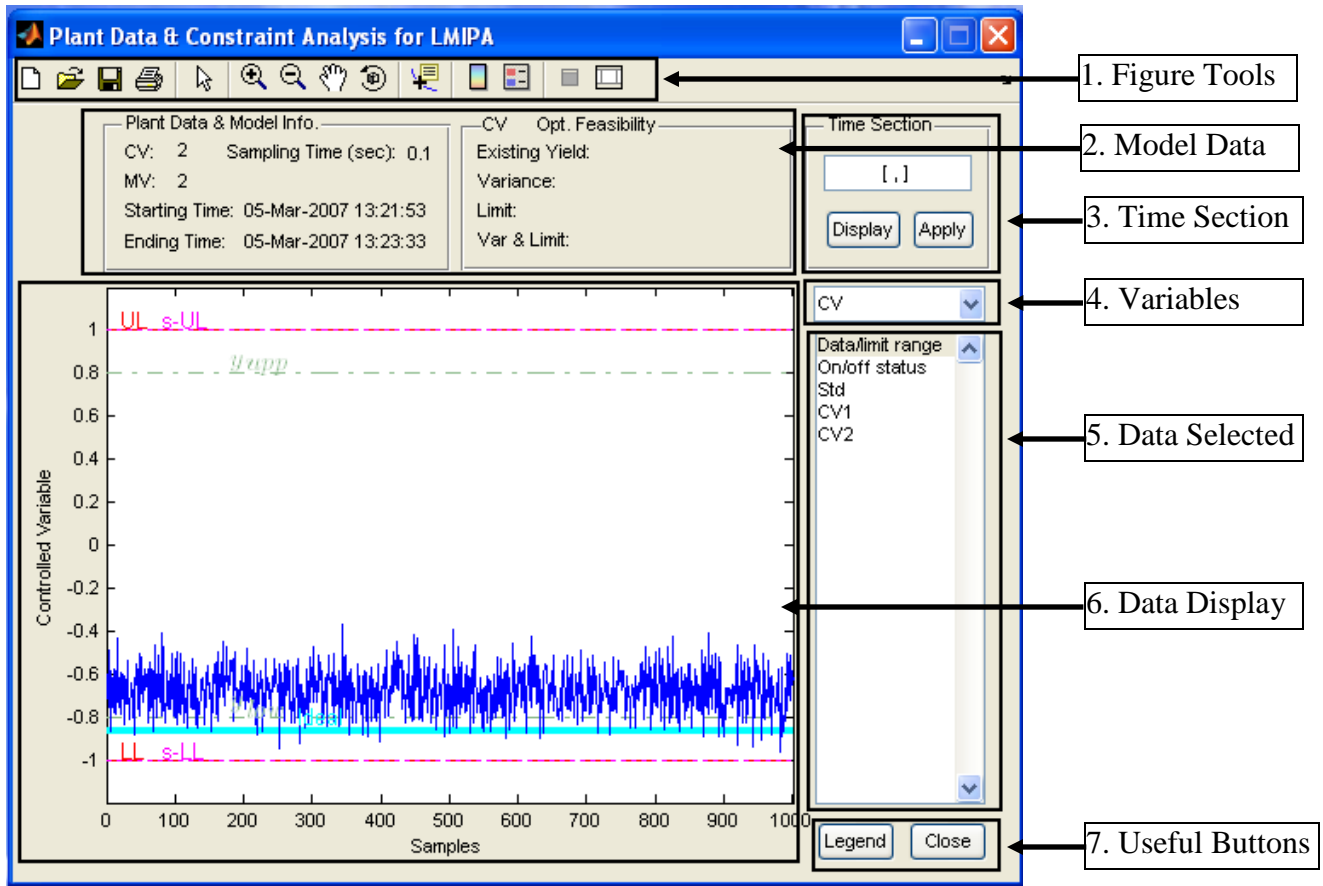 Plant Data & Constraint Analysis for LMIPA
1. Figure Tools
Plant Data & Model Info.
CV: 2 Sampling Time (sec): 0.1
MV: 2
Starting Time: 05-Mar-2007 13:21:53
Ending Time: 05-Mar-2007 13:23:33
CV Opt. Feasibility
Existing Yield:
Variance:
Limit:
Var & Limit:
2. Model Data
Time Section
[,]
Display Apply
3. Time Section
CV
4. Variables
Data/limit range
On/off status
Std
CV1
CV2
5. Data Selected
Controlled Variable
UL s-UL
y upp
LL s-LL
1
0.8
0.6
0.4
0.2
0
-0.2
-0.4
-0.6
-0.8
-1
0 100 200 300 400 500 600 700 800 900 1000
Samples
6. Data Display
Legend Close
7. Useful Buttons